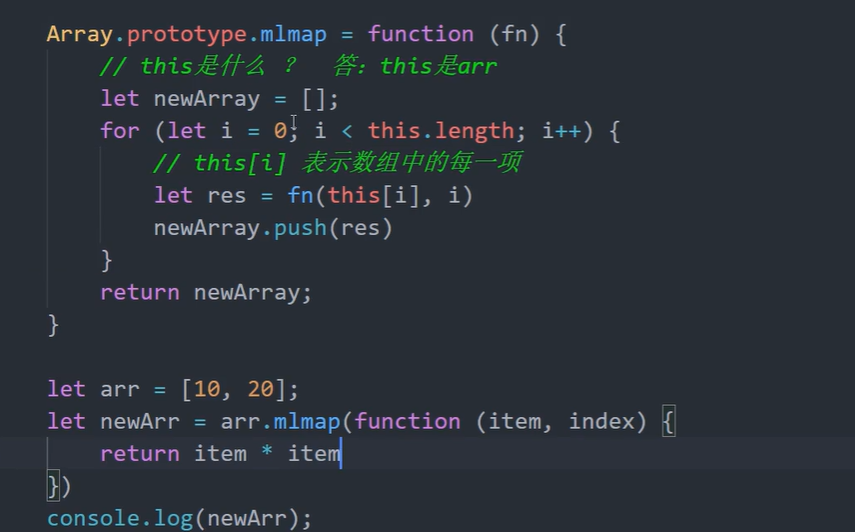 Array.prototype.mlmap = function (fn) {
// this是什么 ? 答: this是arr
let newArray = [];
for (let i = 0; i < this.length; i++) {
// this[i] 表示数组中的每一项
let res = fn(this[i], i)
newArray.push(res)
}
return newArray;
}
let arr = [10, 20];
let newArr = arr.mlmap(function (item, index) {
return item * item
})
console.log(newArr);